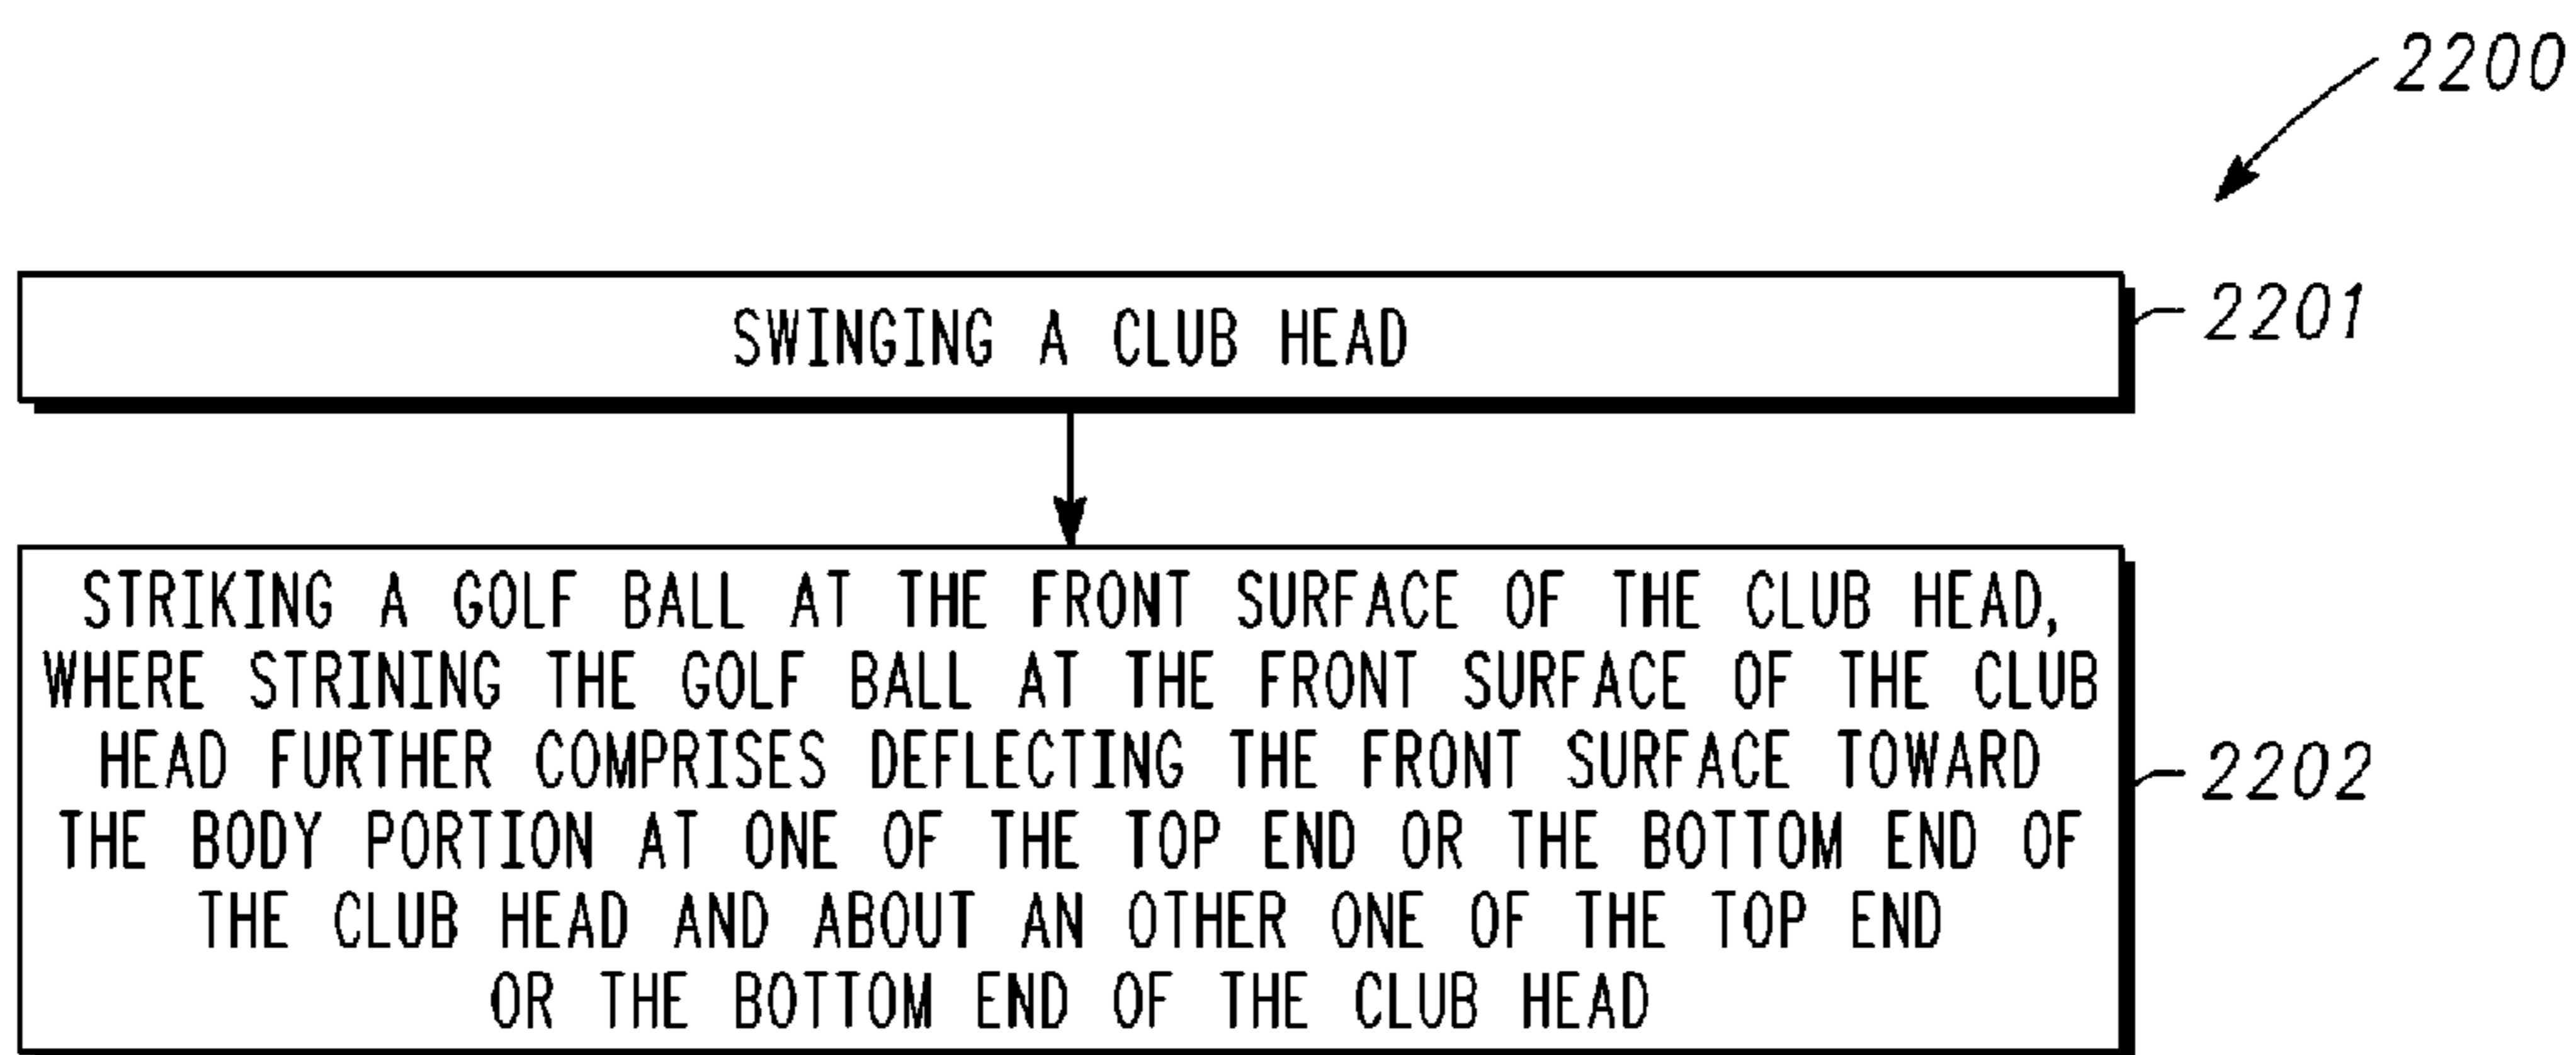 2200
SWINGING A CLUB HEAD
2201
STRIKING A GOLF BALL AT THE FRONT SURFACE OF THE CLUB HEAD,
WHERE STRINING THE GOLF BALL AT THE FRONT SURFACE OF THE CLUB
HEAD FURTHER COMPRISES DEFLECTING THE FRONT SURFACE TOWARD
THE BODY PORTION AT ONE OF THE TOP END OR THE BOTTOM END OF
THE CLUB HEAD AND ABOUT AN OTHER ONE OF THE TOP END
OR THE BOTTOM END OF THE CLUB HEAD
2202